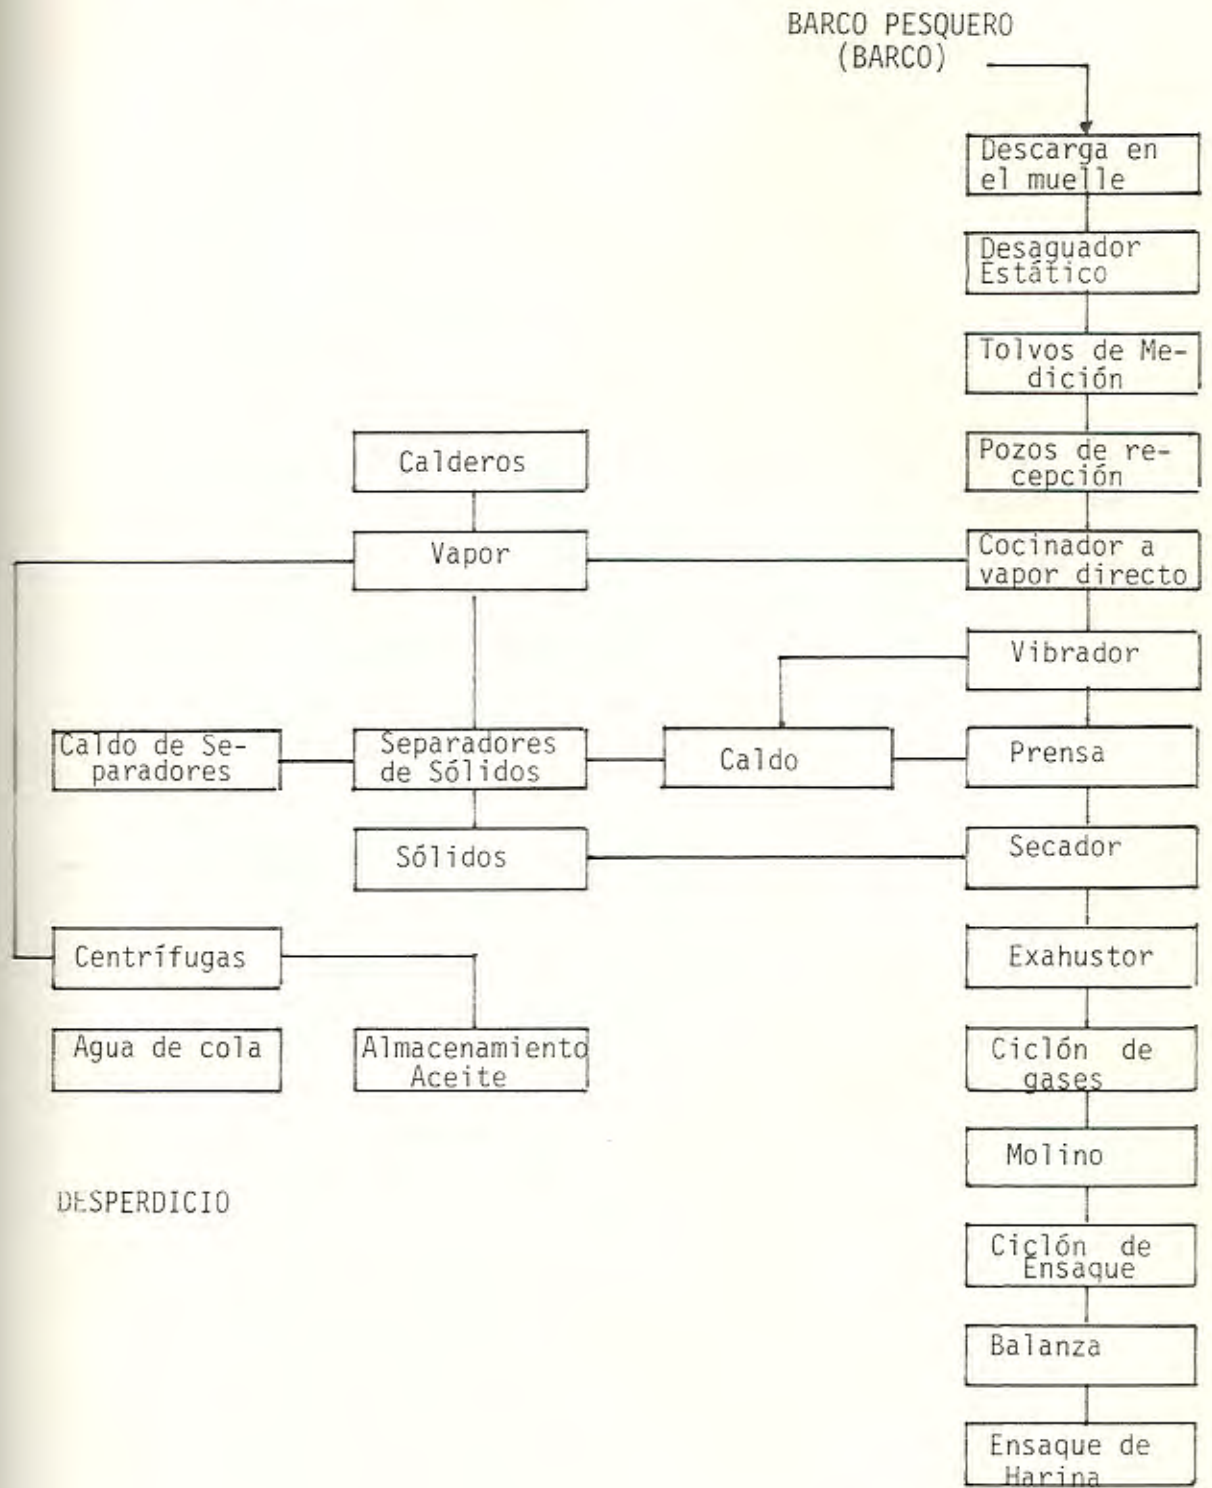 BARCO PESQUERO
(BARCO)
Descarga en
el muelle
Desaguador
Estático
Tolvos de Me-
dición
Pozos de re-
cepción
Calderos
Vapor
Cocinador a
vapor directo
Vibrador
Caldo de Se-
paradores
Separadores
de Sólidos
Caldo
Prensa
Sólidos
Secador
Centrífugas
Exahustor
Agua de cola
Almacenamiento
Aceite
Ciclón de
gases
Molino
DESPERDICIO
Ciclón de
Ensaque
Balanza
Ensaque de
Harina